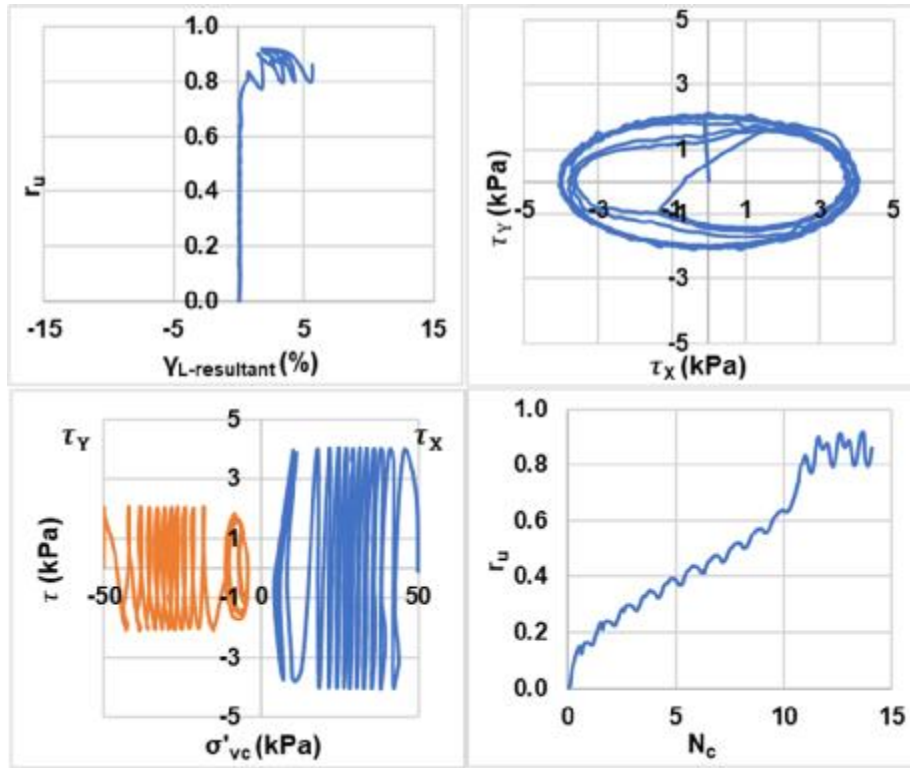 1.0
0.8
0.6
0.4
0.2
0.0
r_u
-15 -5 5 15
γ_L-resultant (%)
5
3
1
-1
-3
-5
τ_Y (kPa)
-5 -3 -1 1 3 5
τ_X (kPa)
τ_Y τ_X
5
3
1
-1
-3
-5
τ (kPa)
-50 0 50
σ'_vc (kPa)
1.0
0.8
0.6
0.4
0.2
0.0
r_u
0 5 10 15
N_c